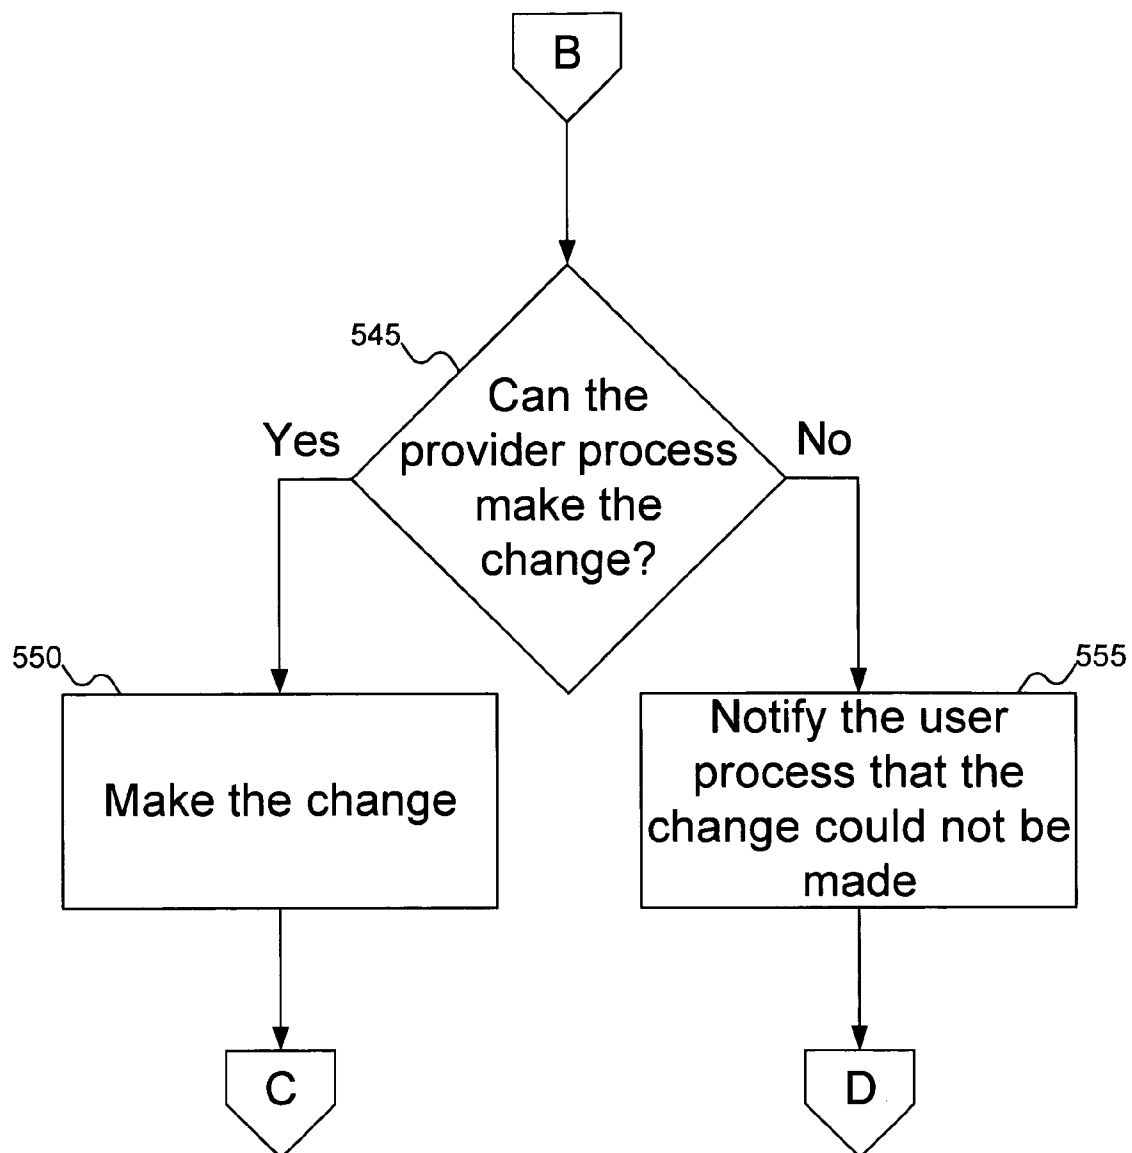 B
545
Can the
provider process
make the
change?
Yes
No
550
Make the change
555
Notify the user
process that the
change could not be
made
C
D